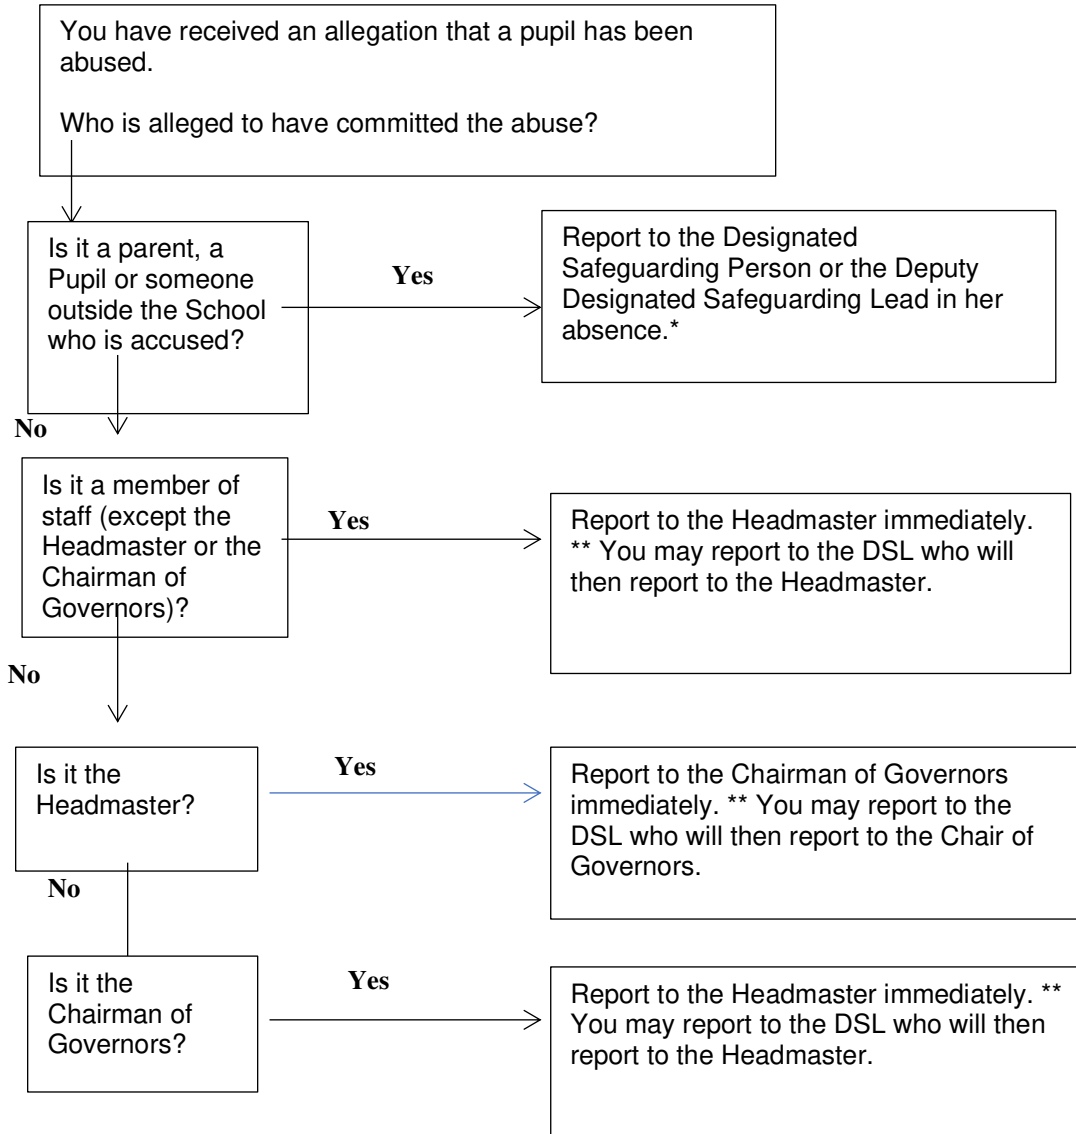 You have received an allegation that a pupil has been
abused.
Who is alleged to have committed the abuse?
Is it a parent, a
Pupil or someone
outside the School
who is accused?
Yes
Report to the Designated
Safeguarding Person or the Deputy
Designated Safeguarding Lead in her
absence.*
No
Is it a member of
staff (except the
Headmaster or the
Chairman of
Governors)?
Yes
Report to the Headmaster immediately.
** You may report to the DSL who will
then report to the Headmaster.
No
Is it the
Headmaster?
Yes
Report to the Chairman of Governors
immediately. ** You may report to the
DSL who will then report to the Chair of
Governors.
No
Is it the
Chairman of
Governors?
Yes
Report to the Headmaster immediately. **
You may report to the DSL who will then
report to the Headmaster.